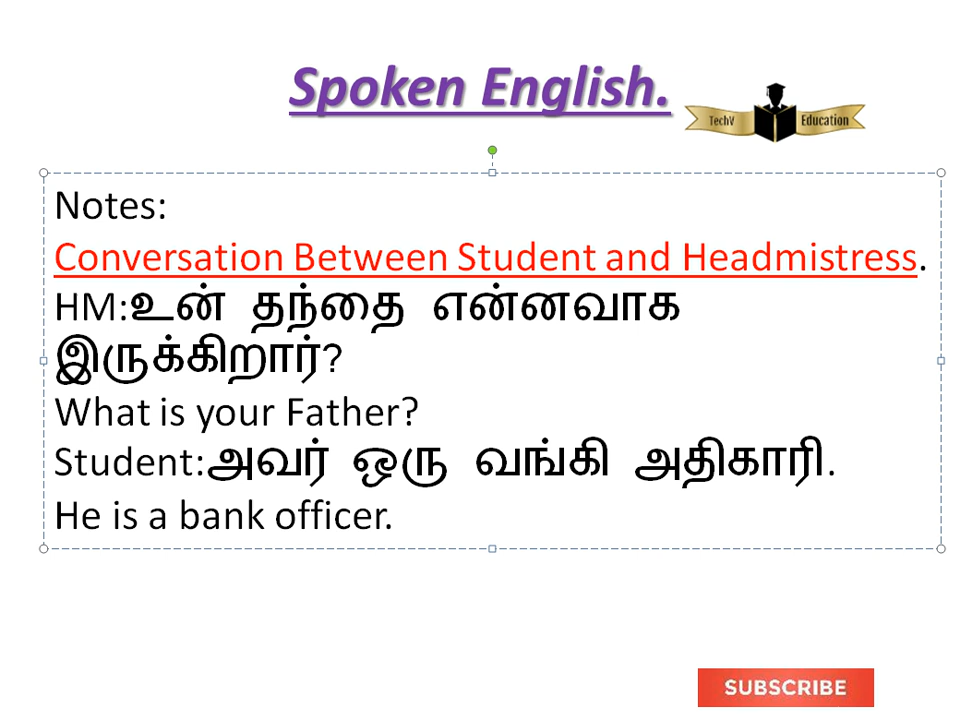 Spoken English.
TechV Education
Notes:
Conversation Between Student and Headmistress.
HM:உன் தந்தை என்னவாக
இருக்கிறார்?
What is your Father?
Student:அவர் ஒரு வங்கி அதிகாரி.
He is a bank officer.
SUBSCRIBE